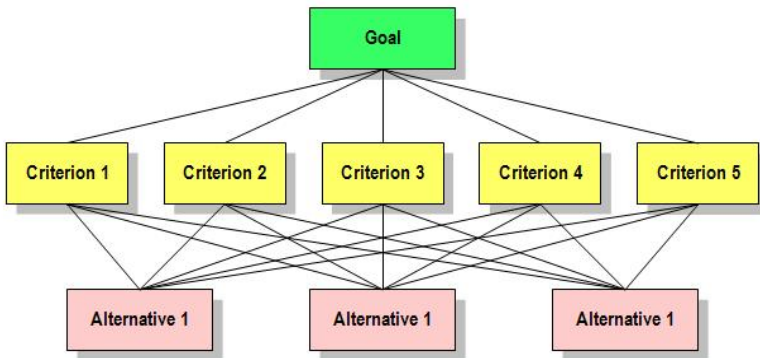 Goal
Criterion 1
Criterion 2
Criterion 3
Criterion 4
Criterion 5
Alternative 1
Alternative 1
Alternative 1